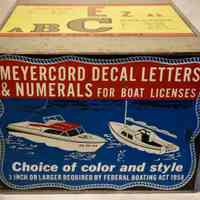 E Z
A B C
MEYERCORD DECAL LETTERS
& NUMERALS FOR BOAT LICENSES
Choice of color and style
3 INCH OR LARGER REQUIRED BY FEDERAL BOATING ACT 1958